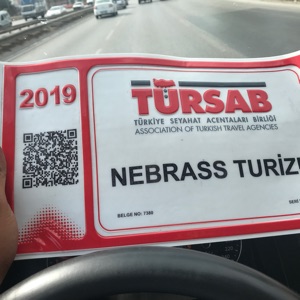 2019
TÜRSAB
TÜRKİYE SEYAHAT ACENTALARI BİRLİĞİ
ASSOCIATION OF TURKISH TRAVEL AGENCIES
NEBRASS TURİZ
BELGE NO: 7380